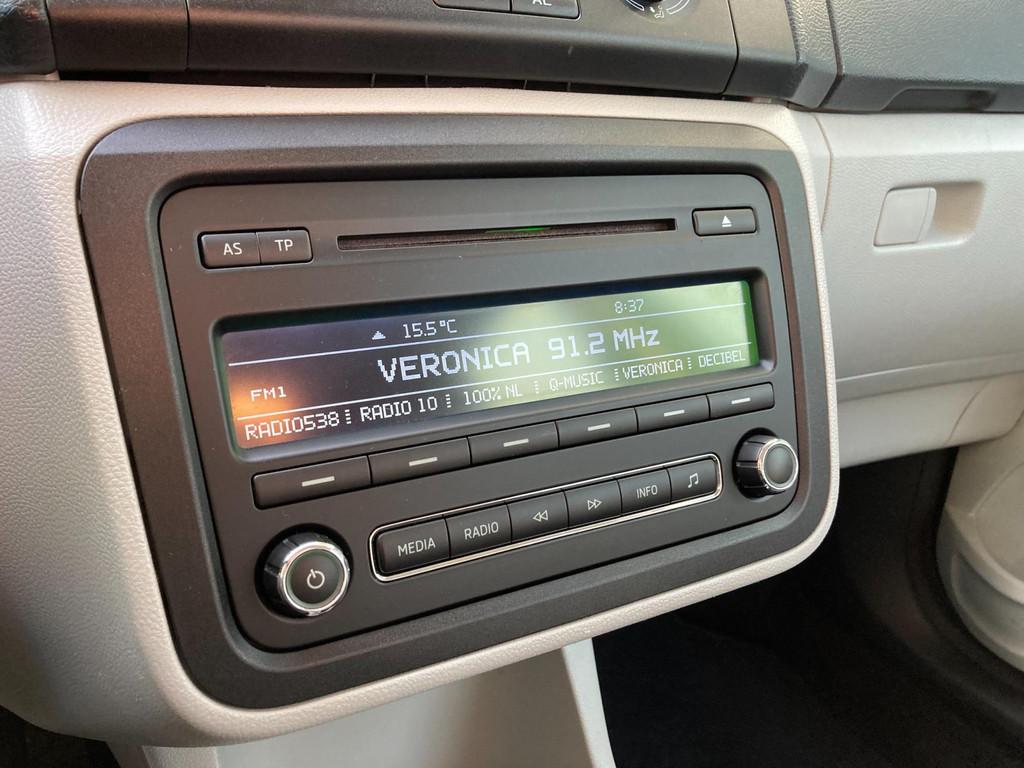 AS TP
15.5°C 8:37
VERONICA 91.2 MHz
FM1
RADIO538 RADIO 10 100% NL Q-MUSIC VERONICA DECIBEL
MEDIA RADIO INFO